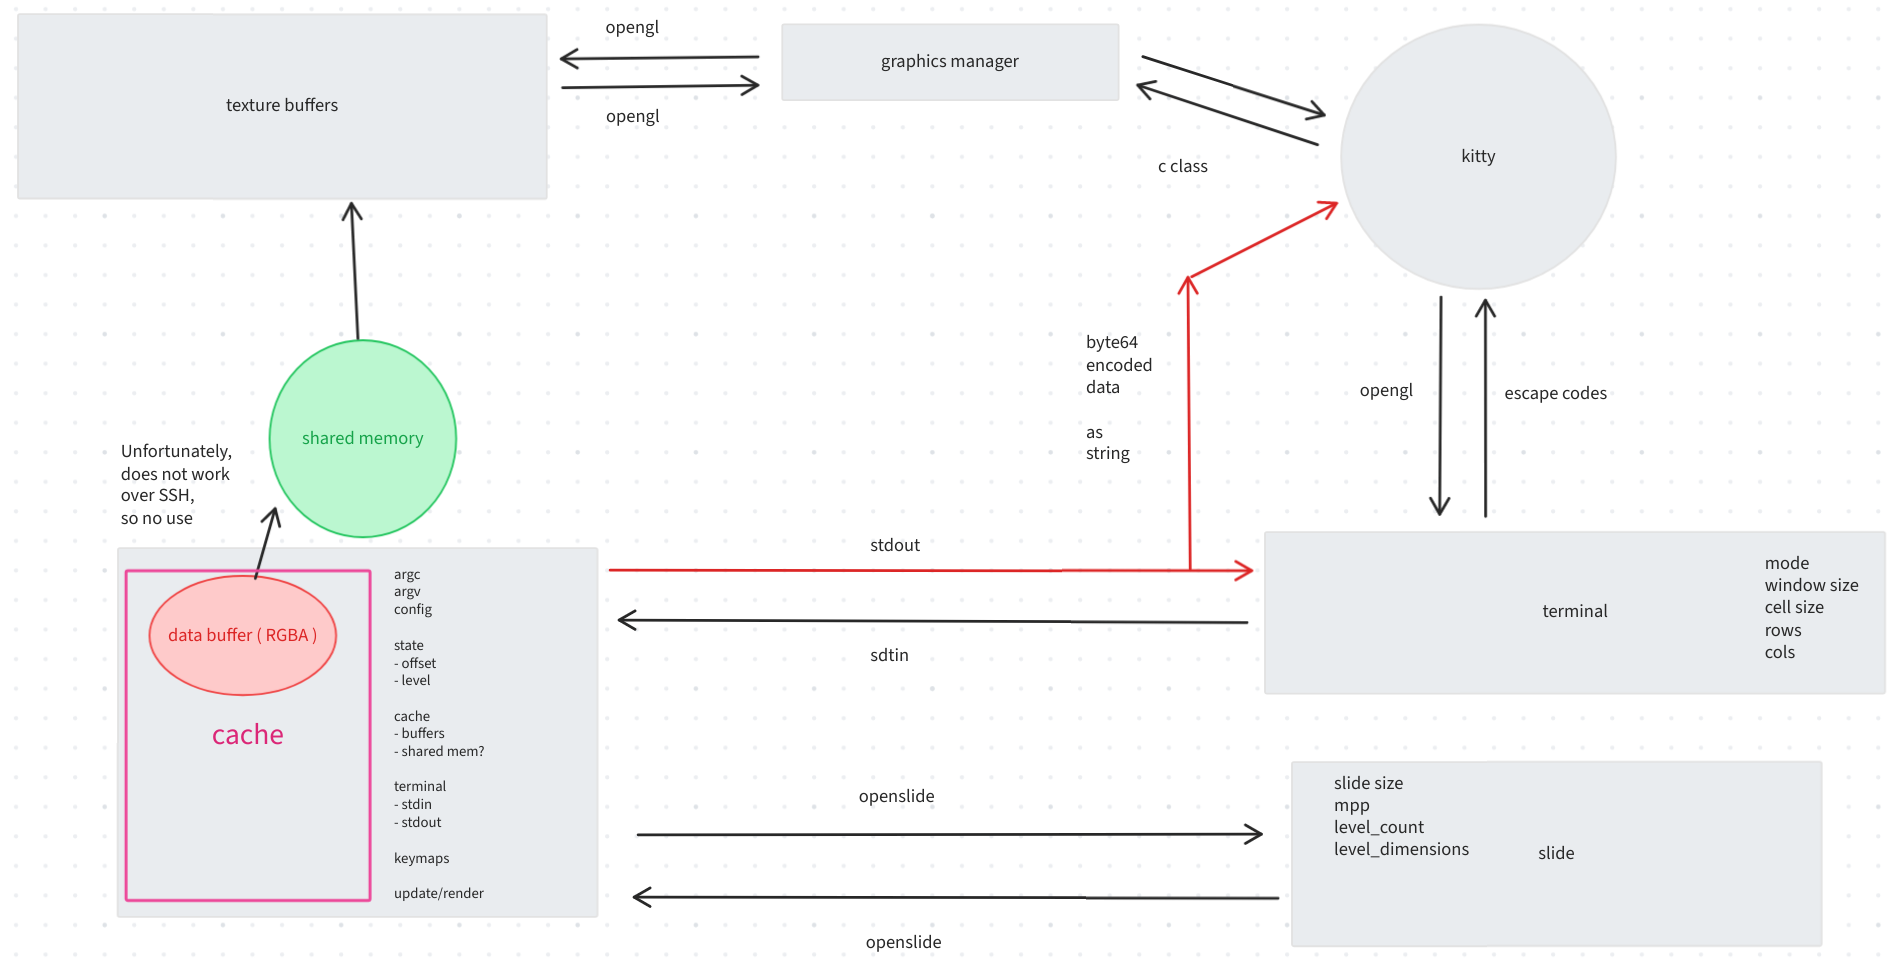 opengl
texture buffers
opengl
graphics manager
c class
kitty
shared memory
Unfortunately,
does not work
over SSH,
so no use
byte64
encoded
data
as
string
opengl
escape codes
data buffer ( RGBA )
cache
argc
argv
config
state
- offset
- level
cache
- buffers
- shared mem?
terminal
- stdin
- stdout
keymaps
update/render
stdout
sdtin
terminal
mode
window size
cell size
rows
cols
openslide
openslide
slide size
mpp
level_count
level_dimensions
slide